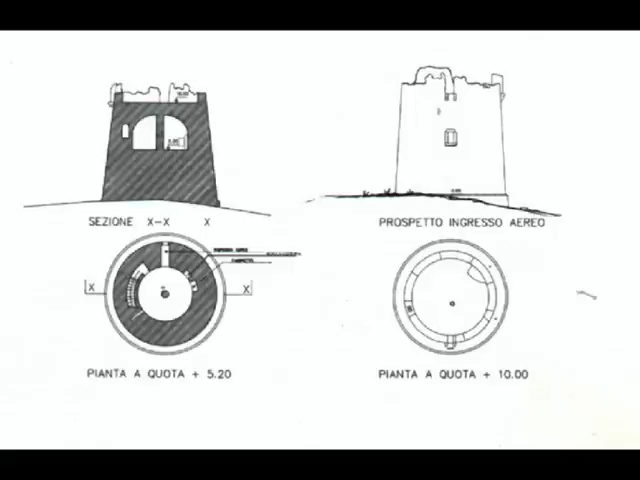 SEZIONE X-X X
PROSPETTO INGRESSO AEREO
X X
PIANTA A QUOTA + 5.20
PIANTA A QUOTA + 10.00